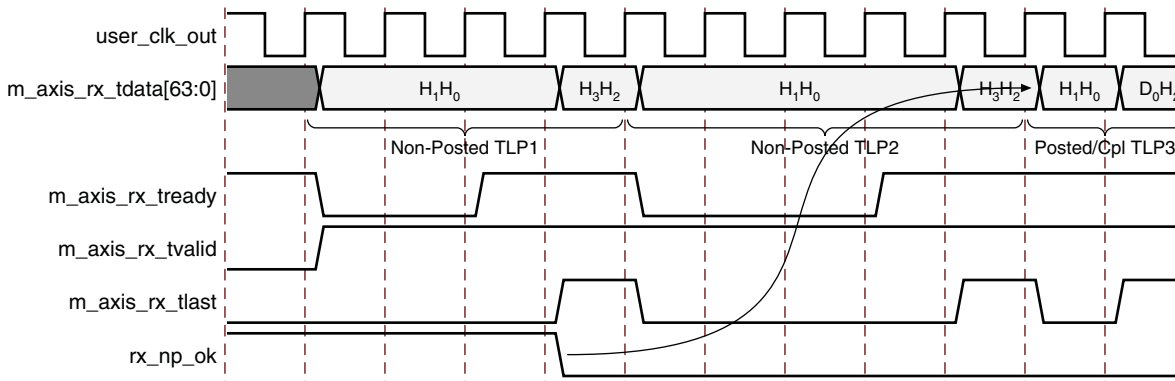 user_clk_out
m_axis_rx_tdata[63:0] H₁H₀ H₃H₂ H₁H₀ H₃H₂ H₁H₀ D₀H
Non-Posted TLP1 Non-Posted TLP2 Posted/Cpl TLP3
m_axis_rx_tready
m_axis_rx_tvalid
m_axis_rx_tlast
rx_np_ok